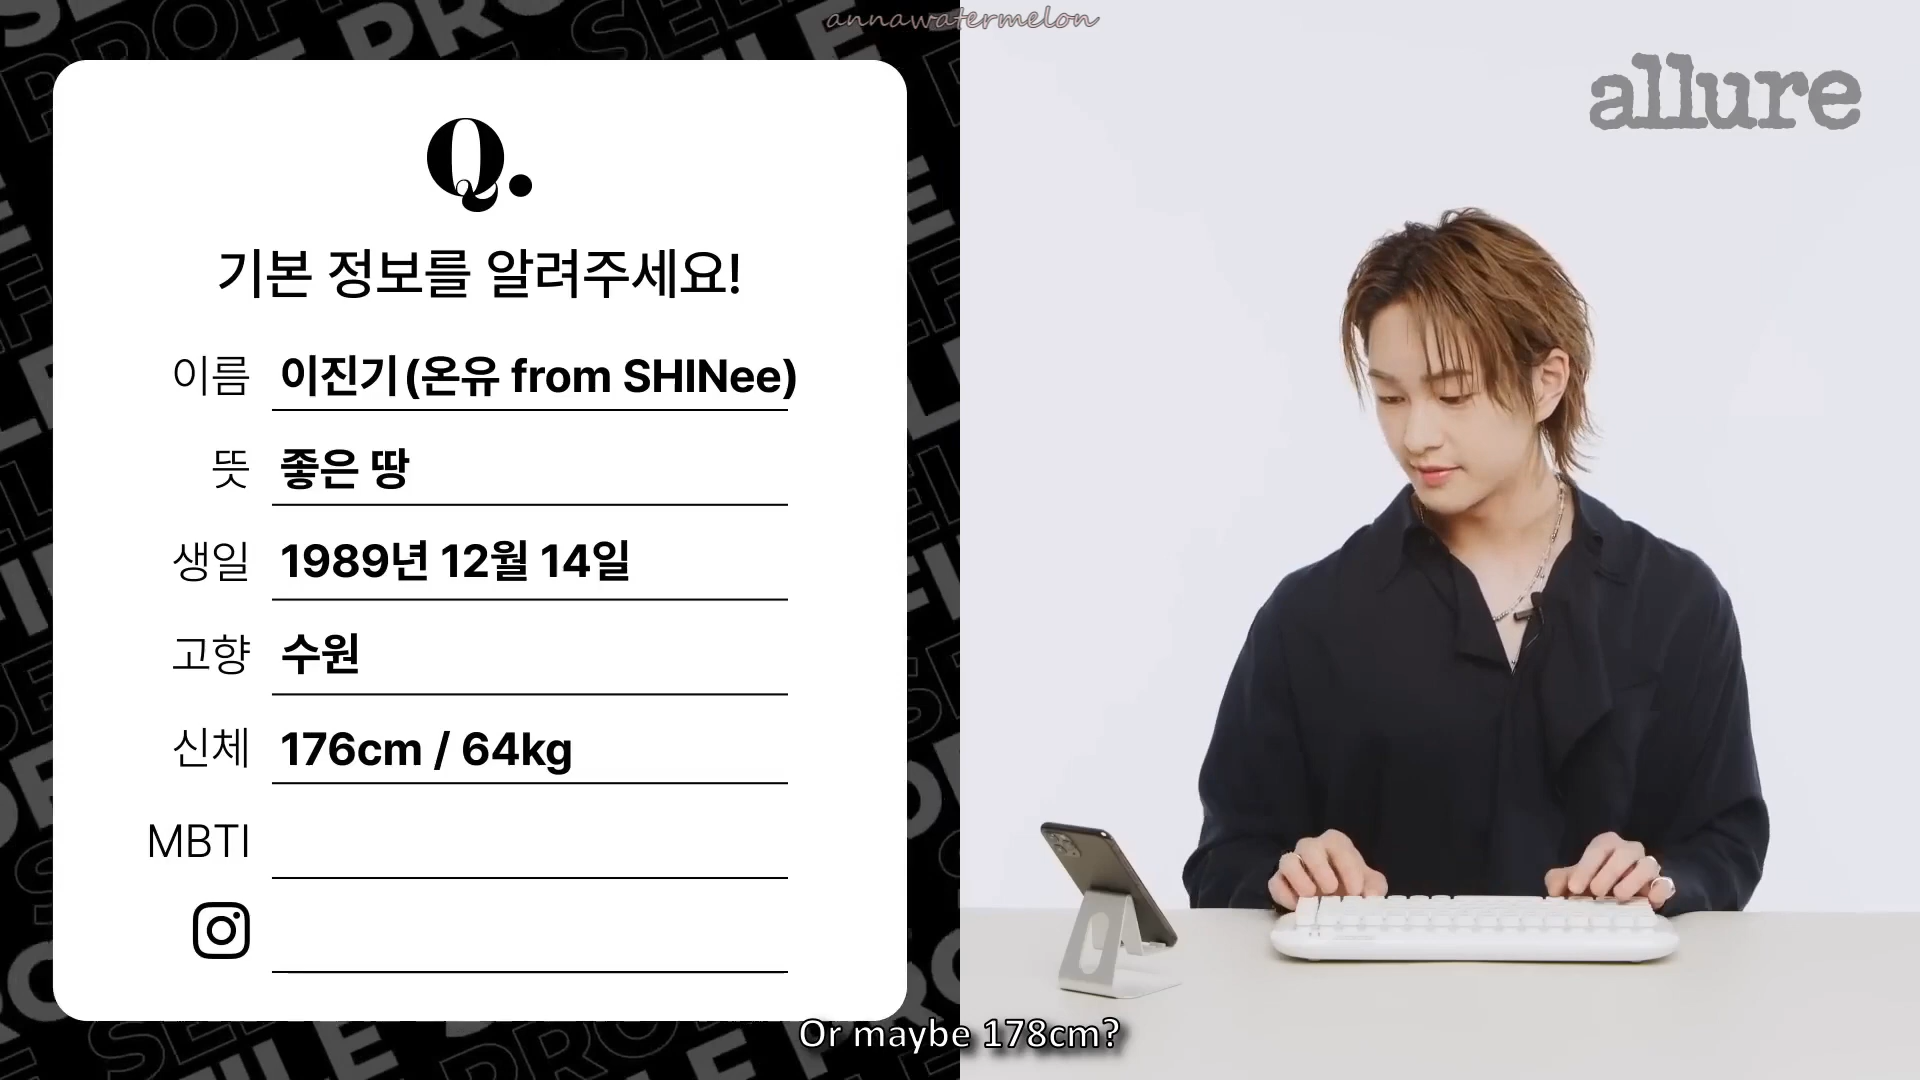 annawatermelon
allure
Q.
기본 정보를 알려주세요!
이름 이진기(온유 from SHINee)
뜻 좋은 땅
생일 1989년 12월 14일
고향 수원
신체 176cm / 64kg
MBTI
Or maybe 178cm?